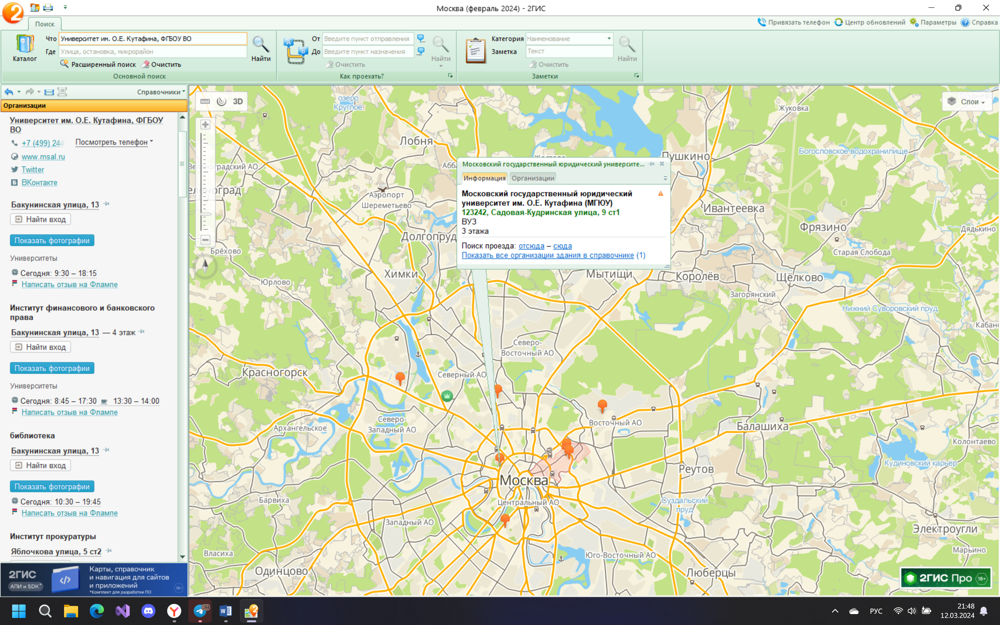 Москва (февраль 2024) - 2ГИС
Поиск
Привязать телефон
Центр обновлений
Параметры
Справка
Каталог
Что
Университет им. О.Е. Кутафина, ФГБОУ ВО
Где
Улица, остановка, микрорайон
Расширенный поиск
Очистить
Найти
Основной поиск
От
Введите пункт отправления
До
Введите пункт назначения
Очистить
Найти
Как проехать?
Категория
Наименование
Заметка
Текст
Очистить
Найти
Заметки
Справочники
Организации
Университет им. О.Е. Кутафина, ФГБОУ
ВО
+7 (499) 244
Посмотреть телефон
www.msal.ru
Twitter
ВКонтакте
Бакунинская улица, 13
Найти вход
Показать фотографии
Университеты
Сегодня: 9:30 – 18:15
Написать отзыв на Флампе
Институт финансового и банковского
права
Бакунинская улица, 13 — 4 этаж
Найти вход
Показать фотографии
Университеты
Сегодня: 8:45 – 17:30 13:30 – 14:00
Написать отзыв на Флампе
библиотека
Бакунинская улица, 13
Найти вход
Показать фотографии
Сегодня: 10:30 – 19:45
Написать отзыв на Флампе
Институт прокуратуры
Яблочкова улица, 5 ст2
2ГИС
АПИ и SDK*
Карты, справочник
и навигация для сайтов
и приложений
*Комплект для разработки ПО
18+
3D
Слои
озеро
Круглое
Жуковка
Лобня
Богословское водохранилище
Пушкино
Московский государственный юридический университе...
Информация
Организации
Московский государственный юридический
университет им. О.Е. Кутафина (МГЮУ)
123242, Садовая-Кудринская улица, 9 ст1
ВУЗ
3 этажа
Поиск проезда: отсюда – сюда
Показать все организации здания в справочнике (1)
Аэропорт
Шереметьево
Ивантеевка
Фрязино
Дядькино
Долгопруд
Брёхово
Старая Слобода
Химки
Мытищи
Королёв
Щёлково
Юрлово
Загорянский
Нижний Суворовский пруд
Северо-
Восточный АО
Красногорск
Северный АО
Архангельское
Северо-
Западный АО
Восточный АО
Балашиха
Колонтаево
Кудиновский карьер
Реутов
Москва
Барвиха
Центральный АО
Суздальский
пруд
Западный АО
Электроугли
Власиха
Юго-Восточный АО
Марьино
Одинцово
Люберцы
2ГИС Про
18+
94
РУС
21:48
12.03.2024